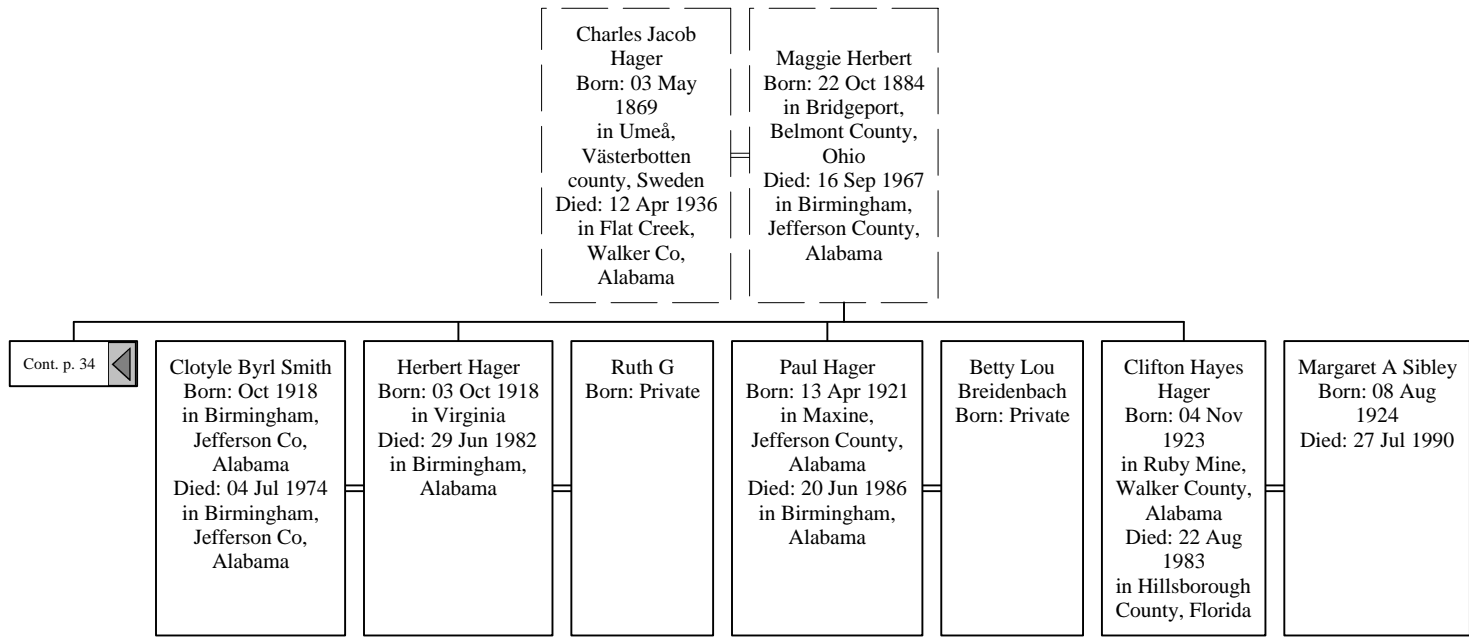 Charles Jacob
Hager
Born: 03 May
1869
in Umeå,
Västerbotten
county, Sweden
Died: 12 Apr 1936
in Flat Creek,
Walker Co,
Alabama
Maggie Herbert
Born: 22 Oct 1884
in Bridgeport,
Belmont County,
Ohio
Died: 16 Sep 1967
in Birmingham,
Jefferson County,
Alabama
Cont. p. 34
Clotyle Byrl Smith
Born: Oct 1918
in Birmingham,
Jefferson Co,
Alabama
Died: 04 Jul 1974
in Birmingham,
Jefferson Co,
Alabama
Herbert Hager
Born: 03 Oct 1918
in Virginia
Died: 29 Jun 1982
in Birmingham,
Alabama
Ruth G
Born: Private
Paul Hager
Born: 13 Apr 1921
in Maxine,
Jefferson County,
Alabama
Died: 20 Jun 1986
in Birmingham,
Alabama
Betty Lou
Breidenbach
Born: Private
Clifton Hayes
Hager
Born: 04 Nov
1923
in Ruby Mine,
Walker County,
Alabama
Died: 22 Aug
1983
in Hillsborough
County, Florida
Margaret A Sibley
Born: 08 Aug
1924
Died: 27 Jul 1990